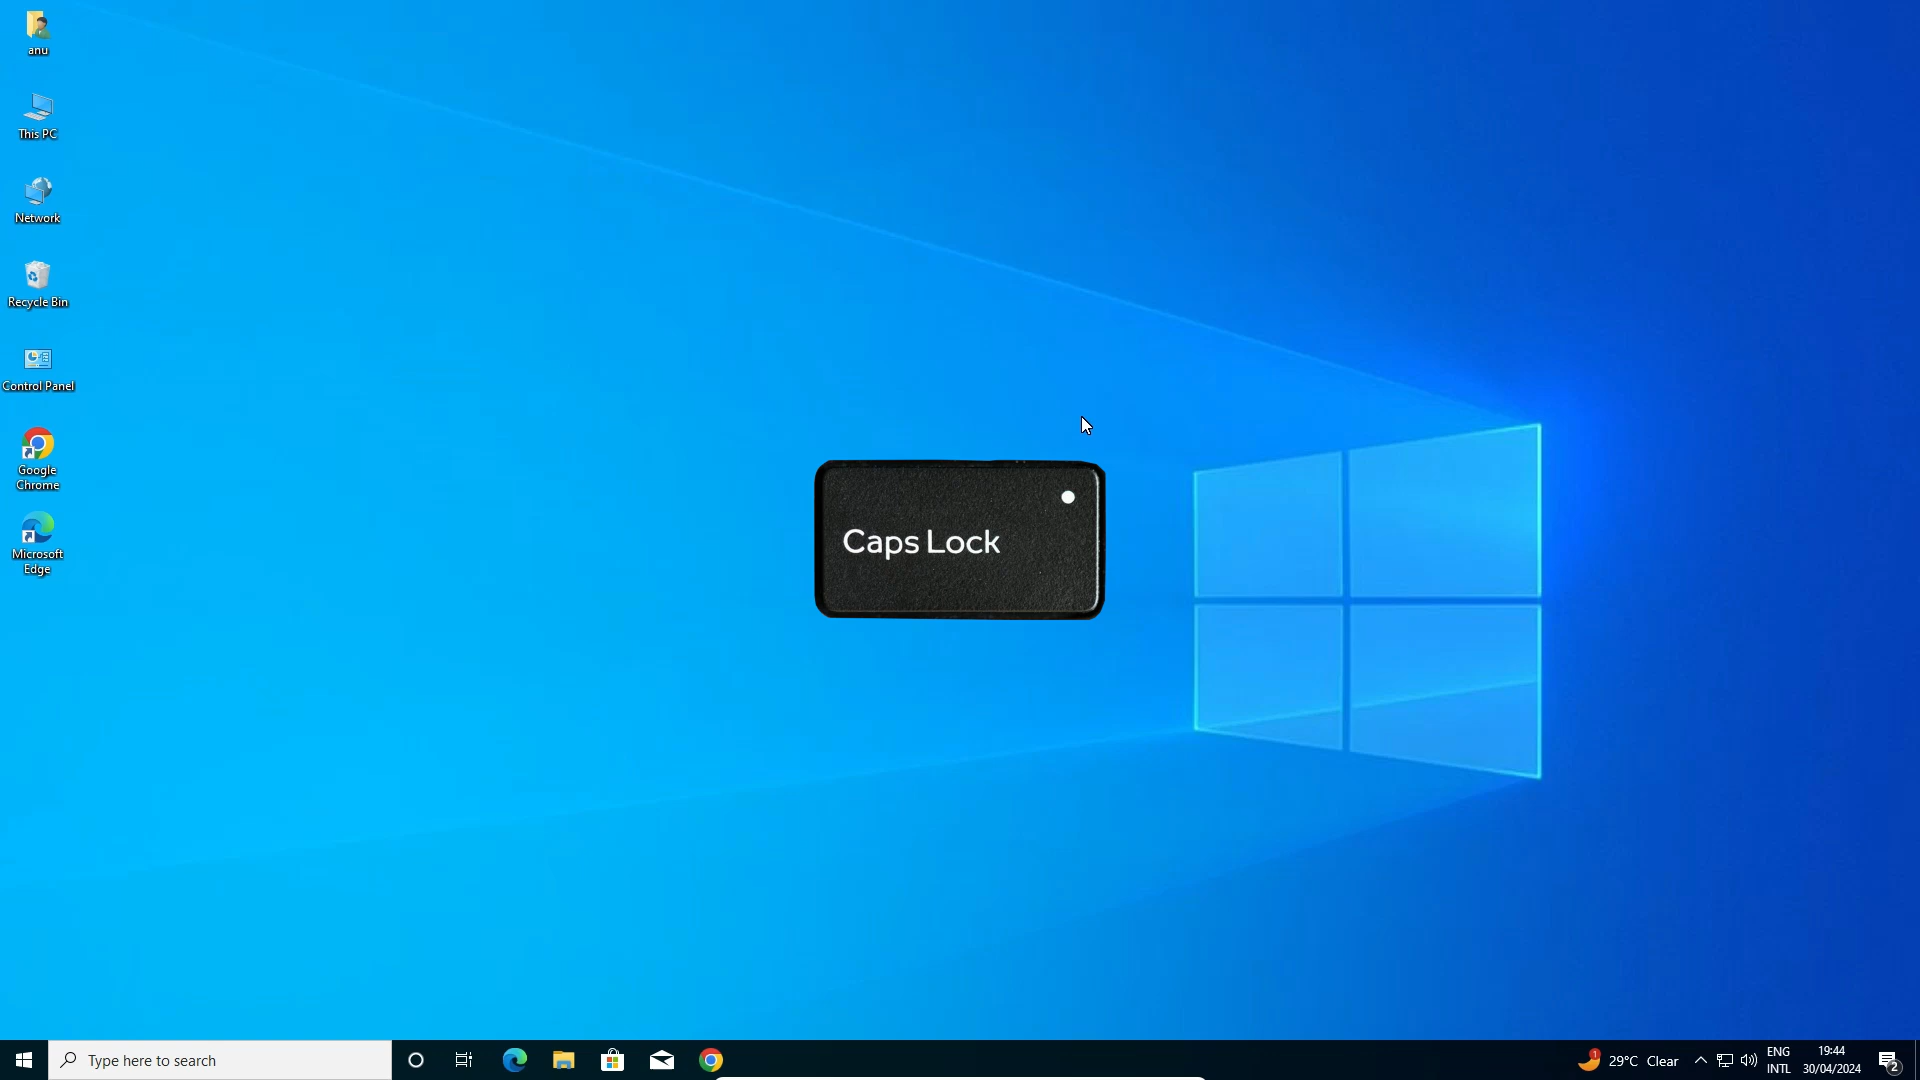 anu
This PC
Network
Recycle Bin
Control Panel
Google
Chrome
Microsoft
Edge
Caps Lock
Type here to search
1
29°C Clear
ENG
INTL
19:44
30/04/2024
2